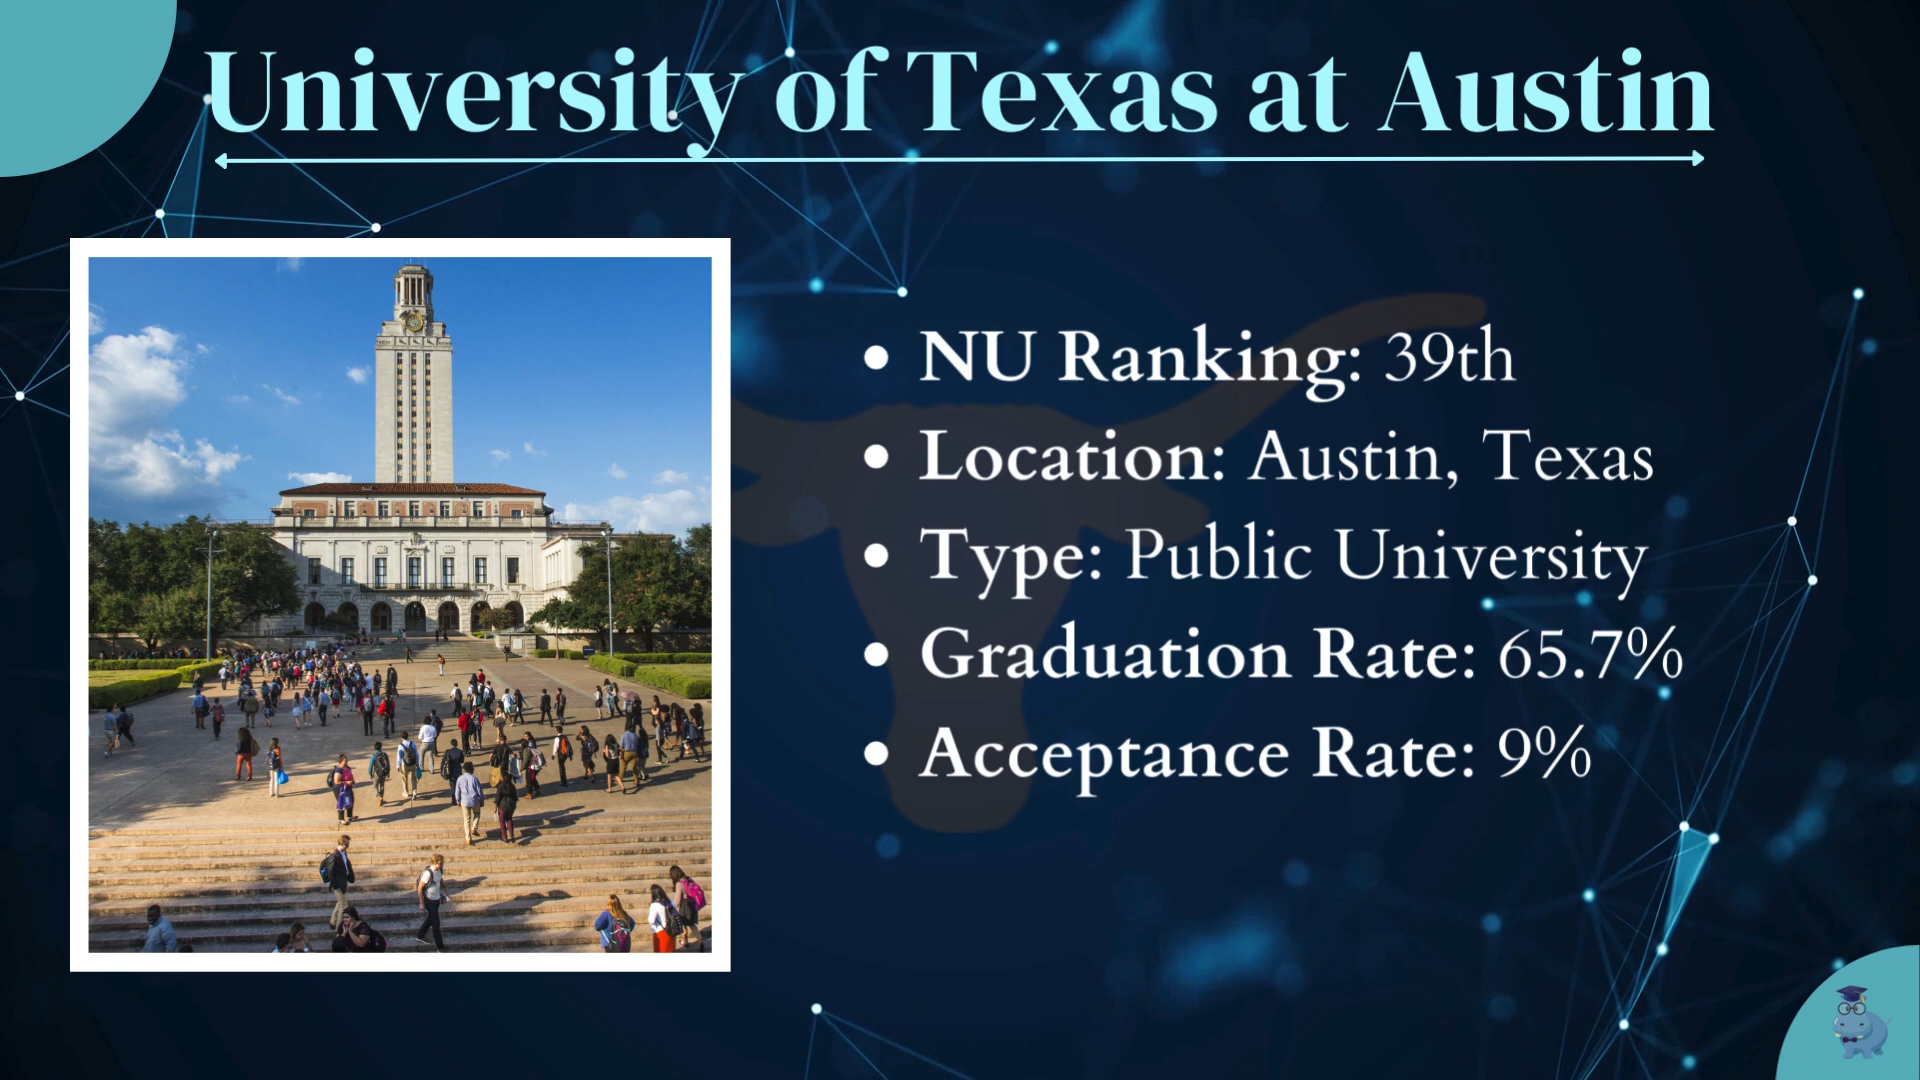 University of Texas at Austin
• NU Ranking: 39th
• Location: Austin, Texas
• Type: Public University
• Graduation Rate: 65.7%
• Acceptance Rate: 9%